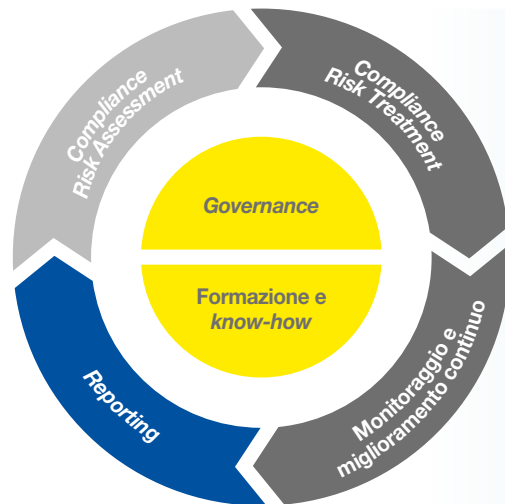 Compliance
Risk Assessment
Compliance
Risk Treatment
Governance
Formazione e
know-how
Reporting
Monitoraggio e
miglioramento continuo